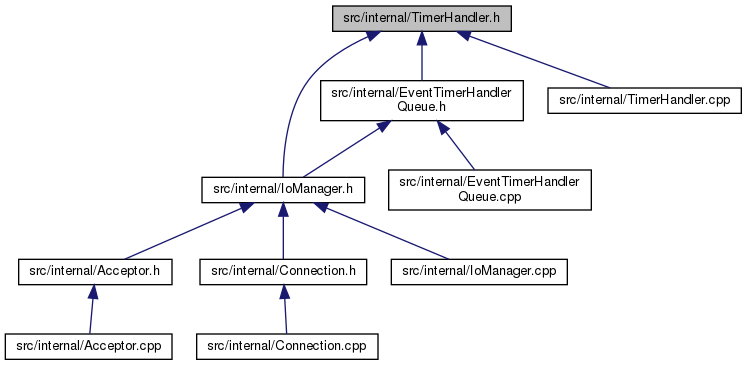 src/internal/TimerHandler.h
src/internal/EventTimerHandler
Queue.h
src/internal/TimerHandler.cpp
src/internal/IoManager.h
src/internal/EventTimerHandler
Queue.cpp
src/internal/Acceptor.h
src/internal/Connection.h
src/internal/IoManager.cpp
src/internal/Acceptor.cpp
src/internal/Connection.cpp